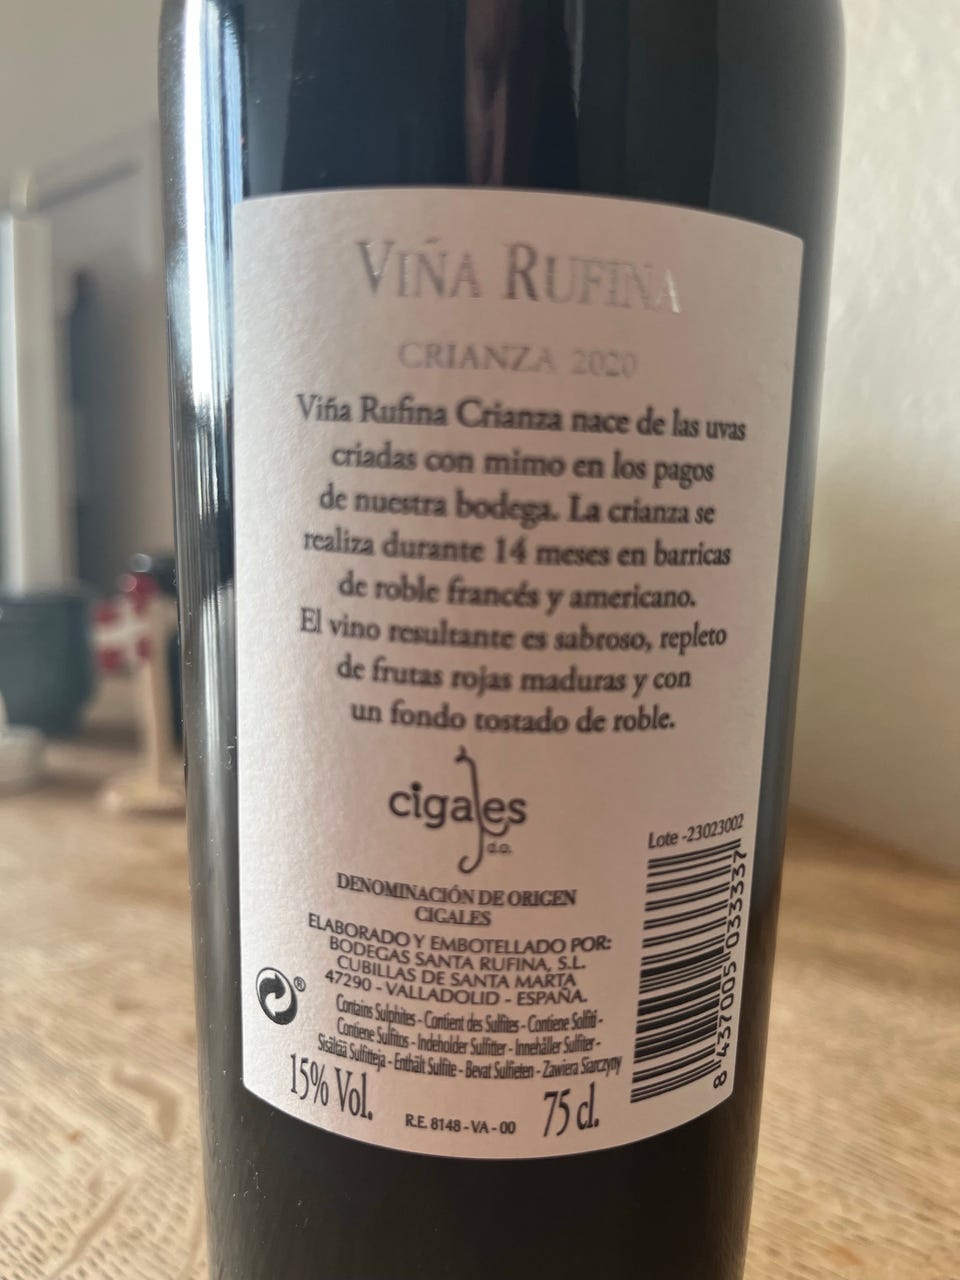 VIÑA RUFINA
CRIANZA 2020
Viña Rufina Crianza nace de las uvas
criadas con mimo en los pagos
de nuestra bodega. La crianza se
realiza durante 14 meses en barricas
de roble francés y americano.
El vino resultante es sabroso, repleto
de frutas rojas maduras y con
un fondo tostado de roble.
cigales
d.o.
DENOMINACIÓN DE ORIGEN
CIGALES
ELABORADO Y EMBOTELLADO POR:
BODEGAS SANTA RUFINA, S.L.
CUBILLAS DE SANTA MARTA
47290 - VALLADOLID - ESPAÑA.
Contains Sulphites - Contient des Sulfites - Contiene Solfiti -
Contiene Sulfitos - Indeholder Sulfitter - Innehåller Sulfiter -
Sisältää Sulfitteja - Enthält Sulfite - Bevat Sulfieten - Zawiera Siarczyny
15% Vol.
R.E. 8148 - VA - 00
75 cl.
Lote -23023002
8 437005 033337
®